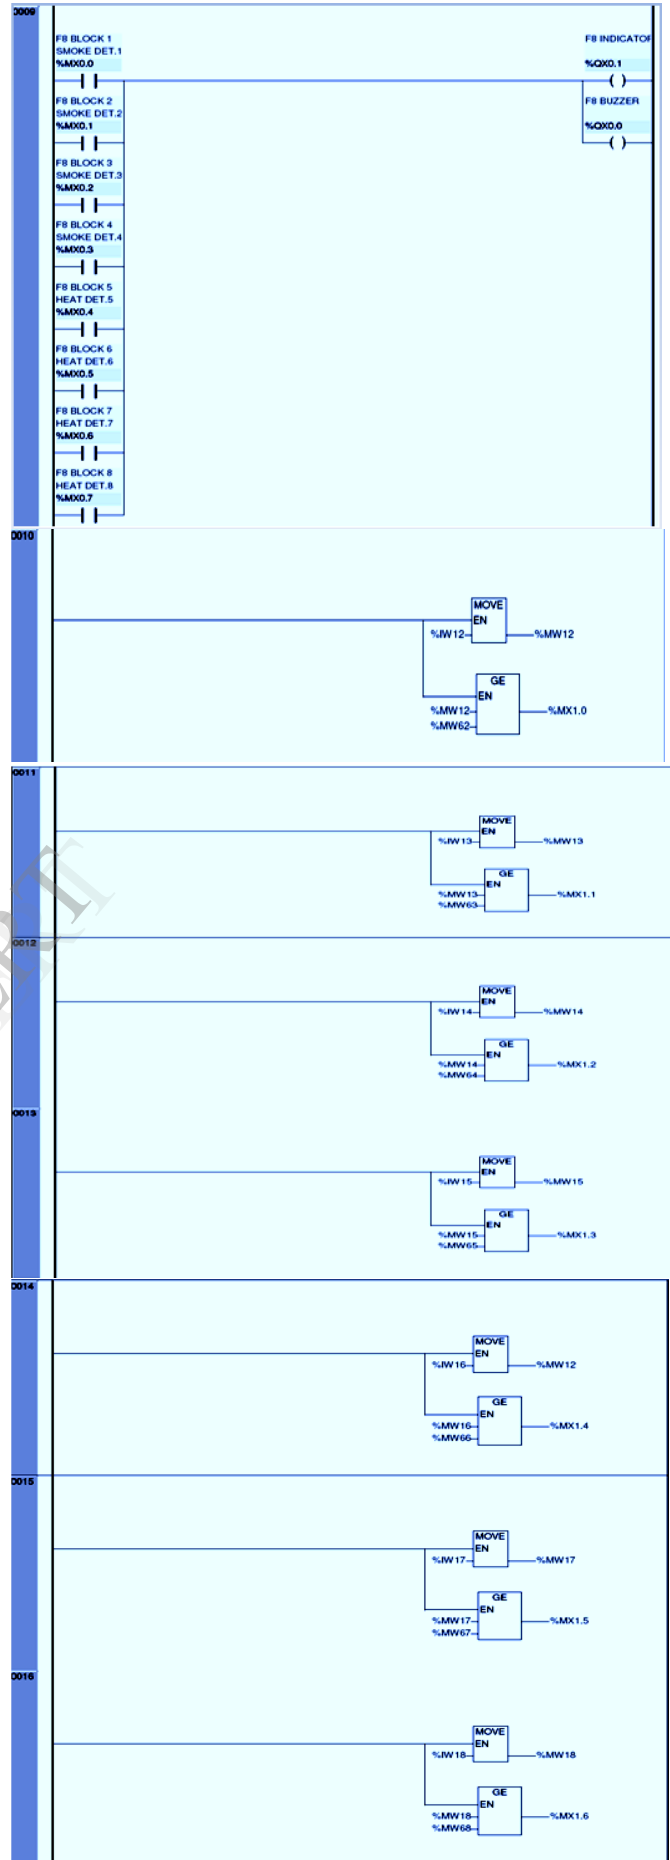 0009
F8 BLOCK 1
SMOKE DET.1
%MX0.0
F8 INDICATOR
%QX0.1
F8 BLOCK 2
SMOKE DET.2
%MX0.1
F8 BUZZER
%QX0.0
F8 BLOCK 3
SMOKE DET.3
%MX0.2
F8 BLOCK 4
SMOKE DET.4
%MX0.3
F8 BLOCK 5
HEAT DET.5
%MX0.4
F8 BLOCK 6
HEAT DET.6
%MX0.5
F8 BLOCK 7
HEAT DET.7
%MX0.6
F8 BLOCK 8
HEAT DET.8
%MX0.7
0010
MOVE
EN
%IW12 %MW12
GE
EN
%MW12 %MX1.0
%MW62
0011
MOVE
EN
%IW13 %MW13
GE
EN
%MW13 %MX1.1
%MW63
0012
MOVE
EN
%IW14 %MW14
GE
EN
%MW14 %MX1.2
%MW64
0013
MOVE
EN
%IW15 %MW15
GE
EN
%MW15 %MX1.3
%MW65
0014
MOVE
EN
%IW16 %MW12
GE
EN
%MW16 %MX1.4
%MW66
0015
MOVE
EN
%IW17 %MW17
GE
EN
%MW17 %MX1.5
%MW67
0016
MOVE
EN
%IW18 %MW18
GE
EN
%MW18 %MX1.6
%MW68